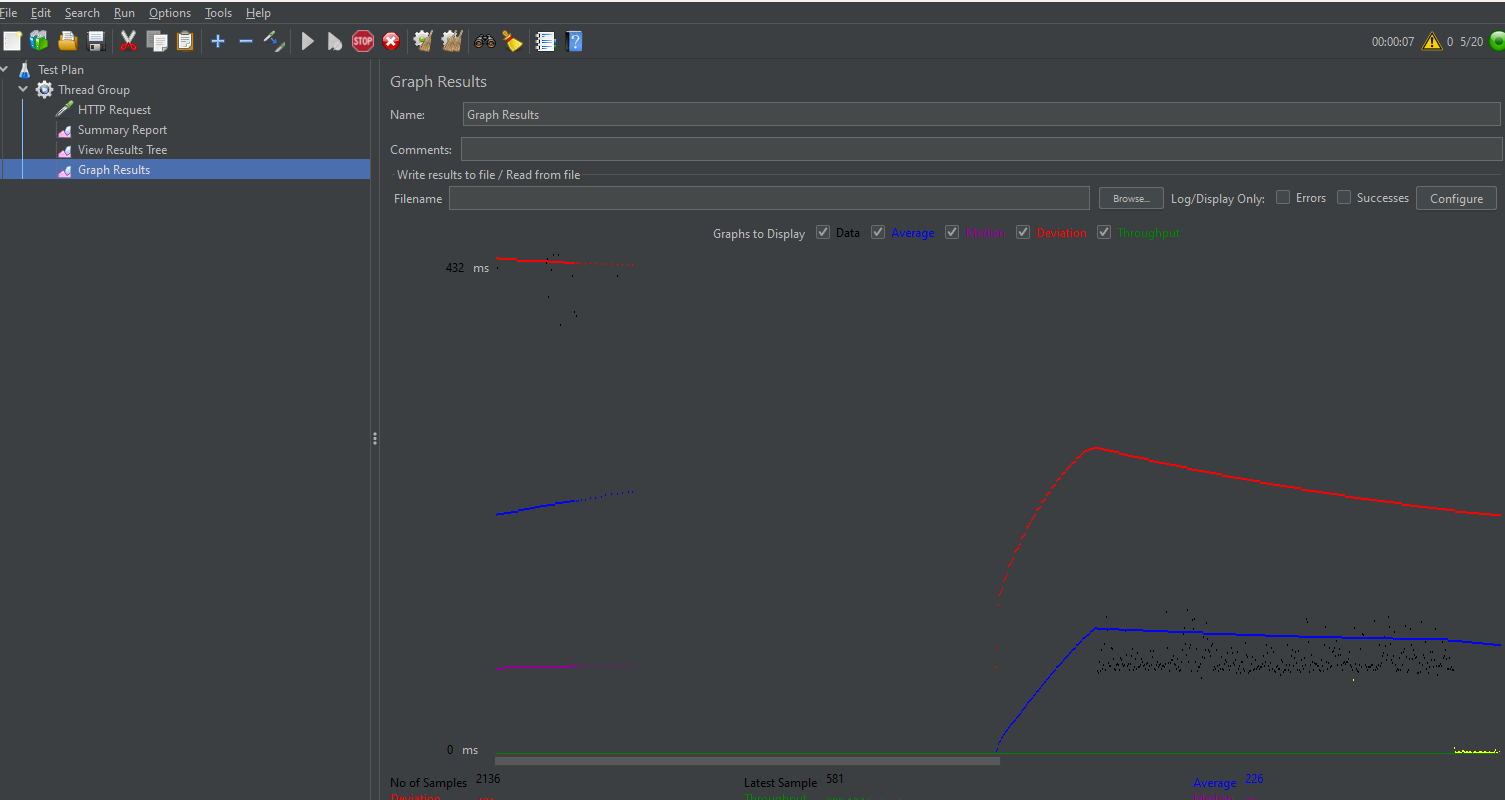 File Edit Search Run Options Tools Help
STOP ? 00:00:07 0 5/20
Test Plan
Thread Group
HTTP Request
Summary Report
View Results Tree
Graph Results
Graph Results
Name: Graph Results
Comments:
Write results to file / Read from file
Filename Browse... Log/Display Only: Errors Successes Configure
Graphs to Display Data Average Median Deviation Throughput
432 ms
0 ms
No of Samples 2136 Latest Sample 581 Average 226
Deviation Throughput Median